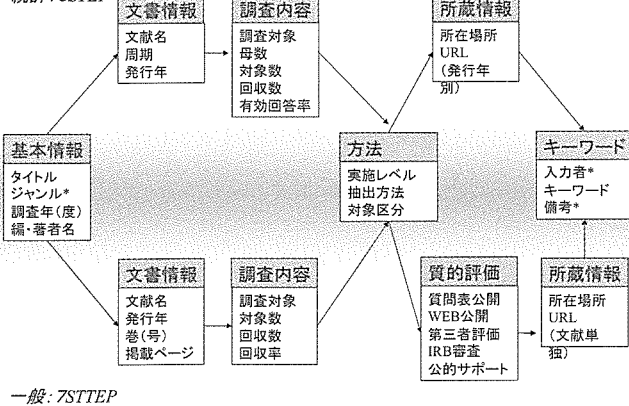 文書情報
文献名
周期
発行年
調査内容
調査対象
母数
対象数
回収数
有効回答率
所蔵情報
所在場所
URL
(発行年
別)
基本情報
タイトル
ジャンル*
調査年(度)
編・著者名
方法
実施レベル
抽出方法
対象区分
キーワード
入力者*
キーワード
備考*
文書情報
文献名
発行年
巻(号)
掲載ページ
調査内容
調査対象
対象数
回収数
回収率
質的評価
質問表公開
WEB公開
第三者評価
IRB審査
公的サポート
所蔵情報
所在場所
URL
(文献単
独)
一般: 7STTEP